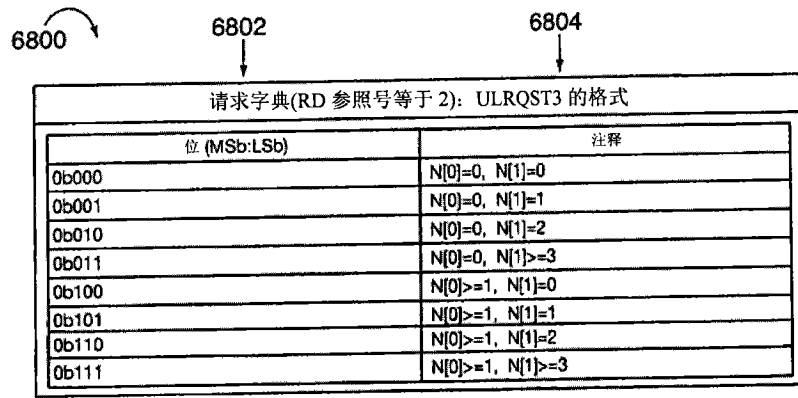 6800
6802
6804
请求字典(RD 参照号等于 2): ULRQST3 的格式
位 (MSb:LSb) 注释
0b000 N[0]=0, N[1]=0
0b001 N[0]=0, N[1]=1
0b010 N[0]=0, N[1]=2
0b011 N[0]=0, N[1]>=3
0b100 N[0]>=1, N[1]=0
0b101 N[0]>=1, N[1]=1
0b110 N[0]>=1, N[1]=2
0b111 N[0]>=1, N[1]>=3